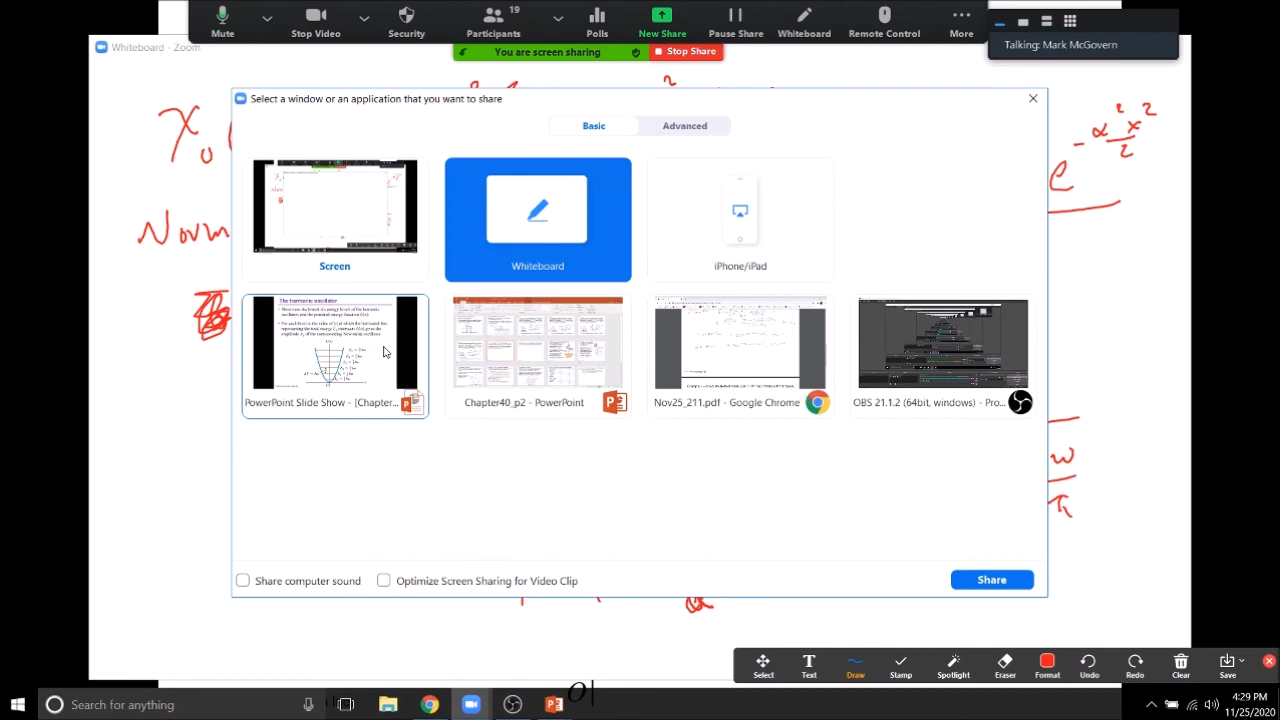 Mute
Stop Video
Security
Participants
19
Polls
New Share
Pause Share
Whiteboard
Remote Control
More
Talking: Mark McGovern
You are screen sharing
Stop Share
Whiteboard - Zoom
Select a window or an application that you want to share
Basic
Advanced
Screen
Whiteboard
iPhone/iPad
The harmonic oscillator
PowerPoint Slide Show - [Chapter...
Chapter40_p2 - PowerPoint
Nov25_211.pdf - Google Chrome
OBS 21.1.2 (64bit, windows) - Pro...
Share computer sound
Optimize Screen Sharing for Video Clip
Share
Norm
Select
Text
Draw
Stamp
Spotlight
Eraser
Format
Undo
Redo
Clear
Save
Search for anything
4:29 PM
11/25/2020